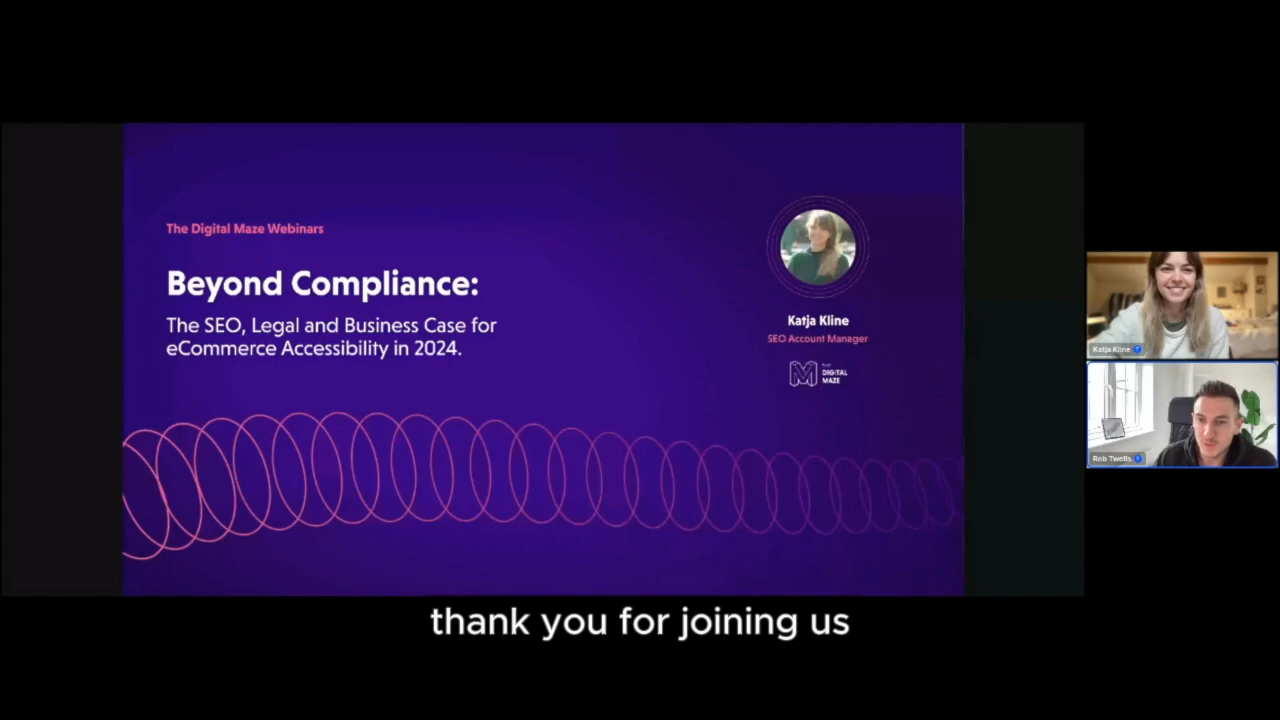 The Digital Maze Webinars
Beyond Compliance:
The SEO, Legal and Business Case for
eCommerce Accessibility in 2024.
Katja Kline
SEO Account Manager
DIGITAL
MAZE
Katja Kline
Rob Twells
thank you for joining us